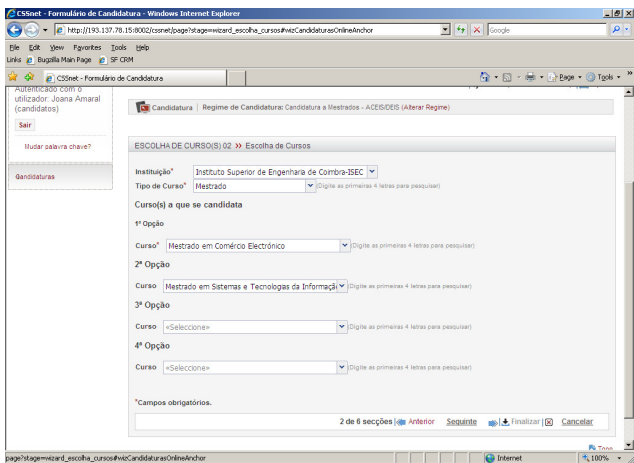 CSSnet - Formulário de Candidatura - Windows Internet Explorer
http://193.137.78.15:8002/cssnet/page?stage=wizard_escolha_cursos#wizCandidaturasOnlineAnchor
Google
File Edit View Favorites Tools Help
Links Bugzilla Main Page SF CRM
CSSnet - Formulário de Candidatura
Page Tools
Autenticado com o
utilizador: Joana Amaral
(candidatos)
Sair
Mudar palavra chave?
Candidaturas
Candidatura | Regime de Candidatura: Candidatura a Mestrados - ACEIS/DEIS (Alterar Regime)
ESCOLHA DE CURSO(S) 02 » Escolha de Cursos
Instituição* Instituto Superior de Engenharia de Coimbra-ISEC
Tipo de Curso* Mestrado (Digite as primeiras 4 letras para pesquisar)
Curso(s) a que se candidata
1ª Opção
Curso* Mestrado em Comércio Electrónico (Digite as primeiras 4 letras para pesquisar)
2ª Opção
Curso Mestrado em Sistemas e Tecnologias da Informaçã (Digite as primeiras 4 letras para pesquisar)
3ª Opção
Curso «Seleccione» (Digite as primeiras 4 letras para pesquisar)
4ª Opção
Curso «Seleccione» (Digite as primeiras 4 letras para pesquisar)
*Campos obrigatórios.
2 de 6 secções | Anterior Seguinte | Finalizar | Cancelar
Topo
page?stage=wizard_escolha_cursos#wizCandidaturasOnlineAnchor
Internet
100%